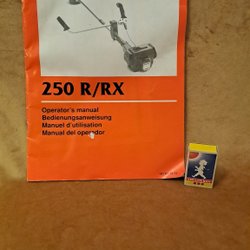 250 R/RX
Operator's manual
Bedienungsanweisung
Manuel d'utilisation
Manual del operador